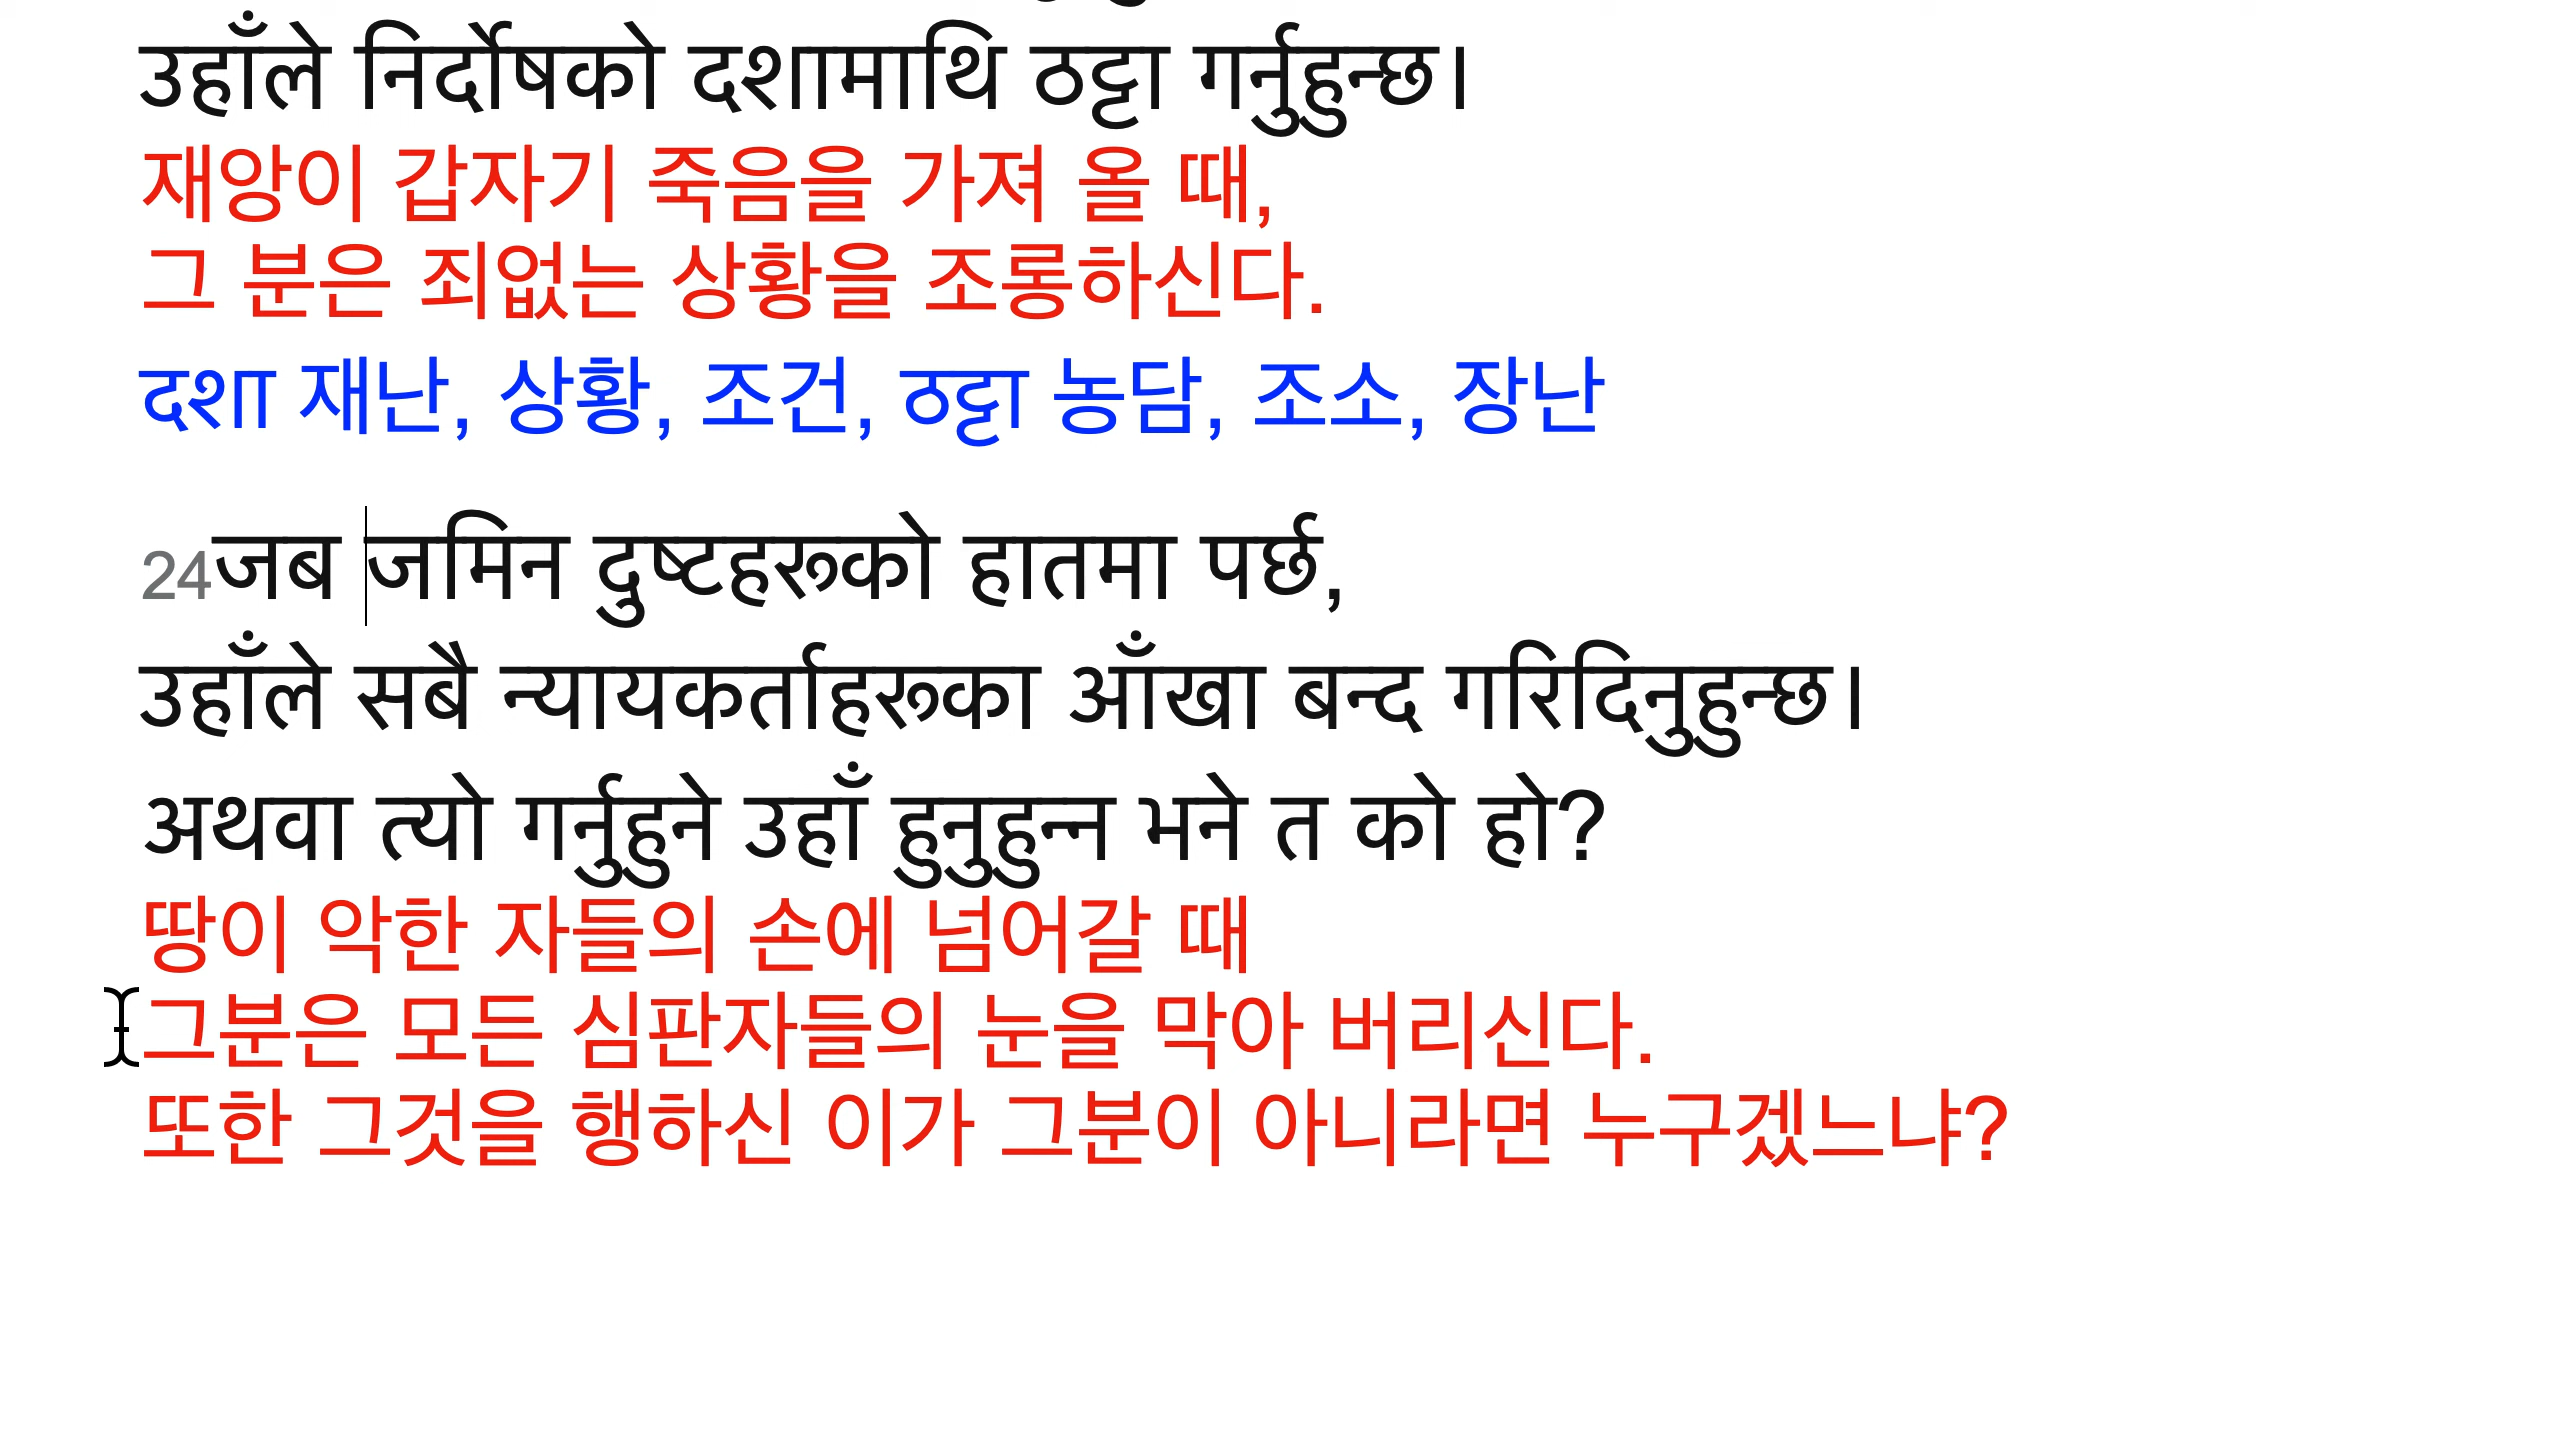 उहाँले निर्दोषको दशामाथि ठट्टा गर्नुहुन्छ।
재앙이 갑자기 죽음을 가져 올 때,
그 분은 죄없는 상황을 조롱하신다.
दशा 재난, 상황, 조건, ठट्टा 농담, 조소, 장난
24जब जमिन दुष्टहरूको हातमा पर्छ,
उहाँले सबै न्यायकर्ताहरूका आँखा बन्द गरिदिनुहुन्छ।
अथवा त्यो गर्नुहुने उहाँ हुनुहुन्न भने त को हो?
땅이 악한 자들의 손에 넘어갈 때
그분은 모든 심판자들의 눈을 막아 버리신다.
또한 그것을 행하신 이가 그분이 아니라면 누구겠느냐?